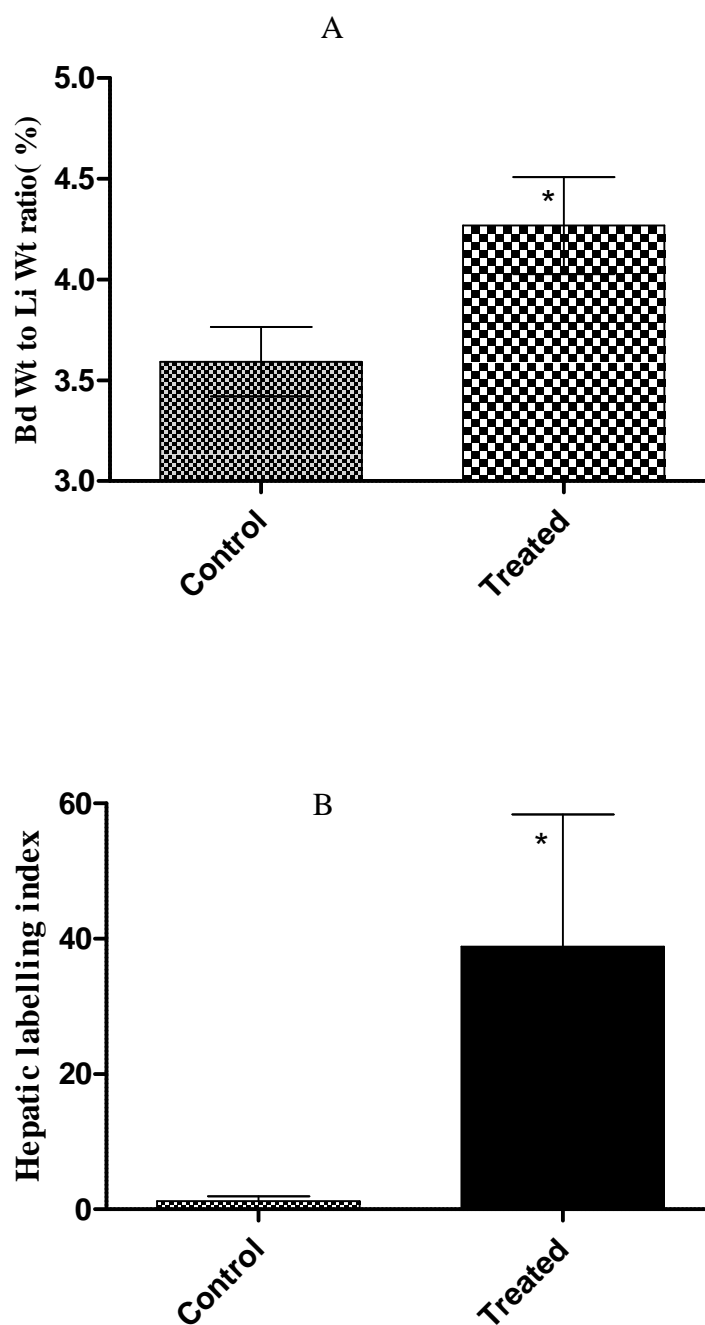 A
Bd Wt to Li Wt ratio( %)
5.0
4.5
4.0
3.5
3.0
*
Control
Treated
B
Hepatic labelling index
60
40
20
0
*
Control
Treated